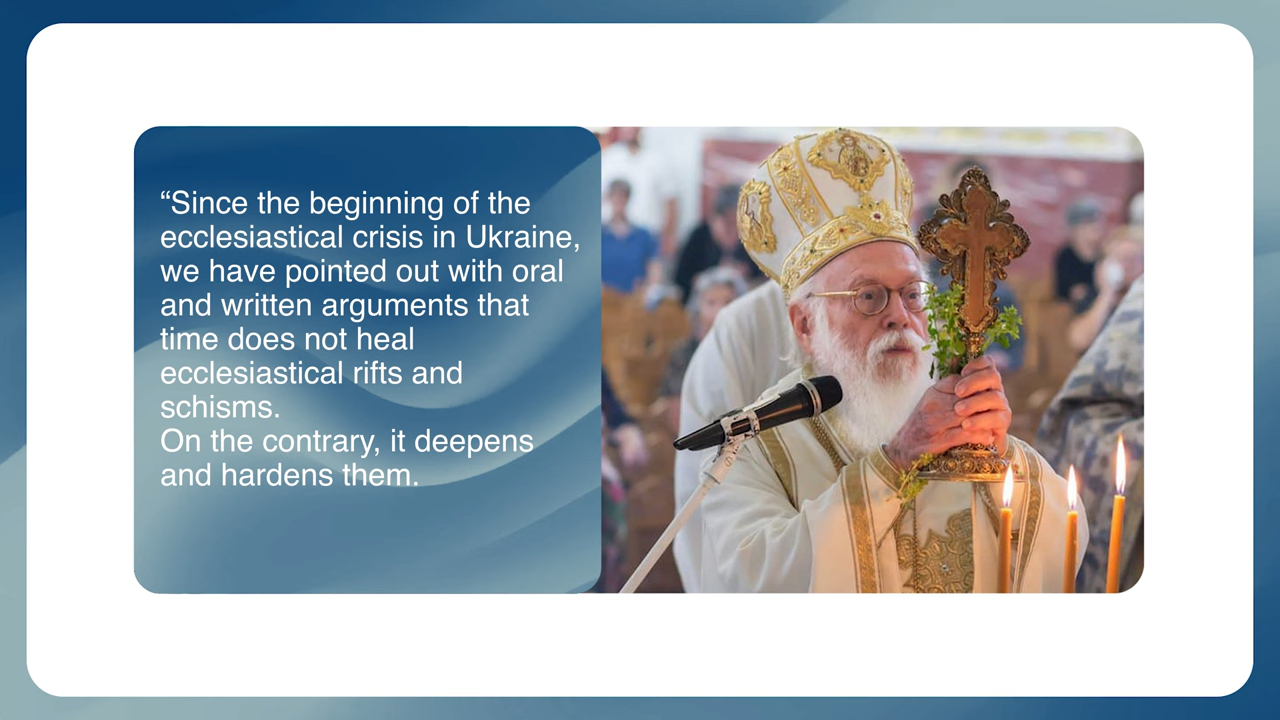 “Since the beginning of the
ecclesiastical crisis in Ukraine,
we have pointed out with oral
and written arguments that
time does not heal
ecclesiastical rifts and
schisms.
On the contrary, it deepens
and hardens them.